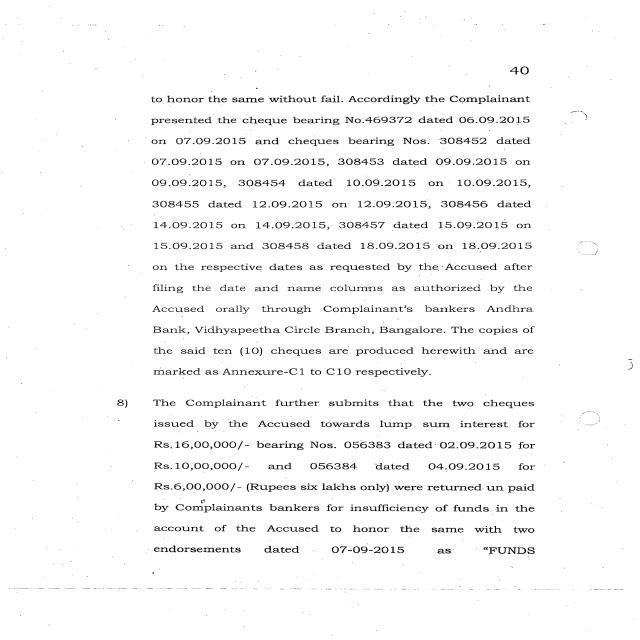 40
to honor the same without fail. Accordingly the Complainant
presented the cheque bearing No.469372 dated 06.09.2015
on 07.09.2015 and cheques bearing Nos. 308452 dated
07.09.2015 on 07.09.2015, 308453 dated 09.09.2015 on
09.09.2015, 308454 dated 10.09.2015 on 10.09.2015,
308455 dated 12.09.2015 on 12.09.2015, 308456 dated
14.09.2015 on 14.09.2015, 308457 dated 15.09.2015 on
15.09.2015 and 308458 dated 18.09.2015 on 18.09.2015
on the respective dates as requested by the Accused after
filing the date and name columns as authorized by the
Accused orally through Complainant's bankers Andhra
Bank, Vidhyapeetha Circle Branch, Bangalore. The copies of
the said ten (10) cheques are produced herewith and are
marked as Annexure-C1 to C10 respectively.
8) The Complainant further submits that the two cheques
issued by the Accused towards lump sum interest for
Rs.16,00,000/- bearing Nos. 056383 dated 02.09.2015 for
Rs.10,00,000/- and 056384 dated 04.09.2015 for
Rs.6,00,000/- (Rupees six lakhs only) were returned un paid
by Complainants bankers for insufficiency of funds in the
account of the Accused to honor the same with two
endorsements dated 07-09-2015 as "FUNDS